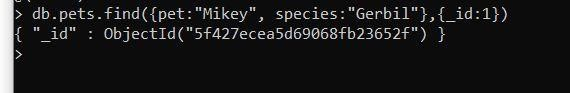 > db.pets.find({pet:"Mikey", species:"Gerbil"},{_id:1})
{ "_id" : ObjectId("5f427ecea5d69068fb23652f") }
>